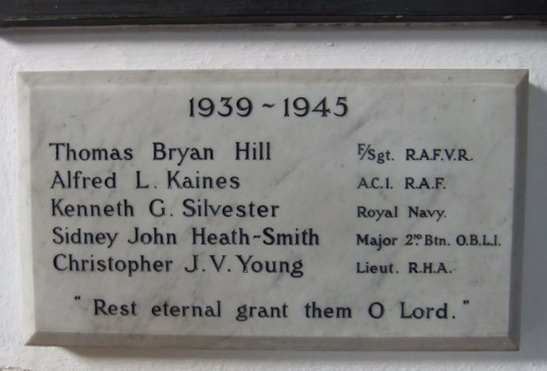 1939 ~ 1945
Thomas Bryan Hill F/Sgt. R.A.F.V.R.
Alfred L. Kaines A.C.1. R.A.F.
Kenneth G. Silvester Royal Navy.
Sidney John Heath-Smith Major 2ND Btn. O.B.L.I.
Christopher J.V. Young Lieut. R.H.A.
" Rest eternal grant them O Lord. "